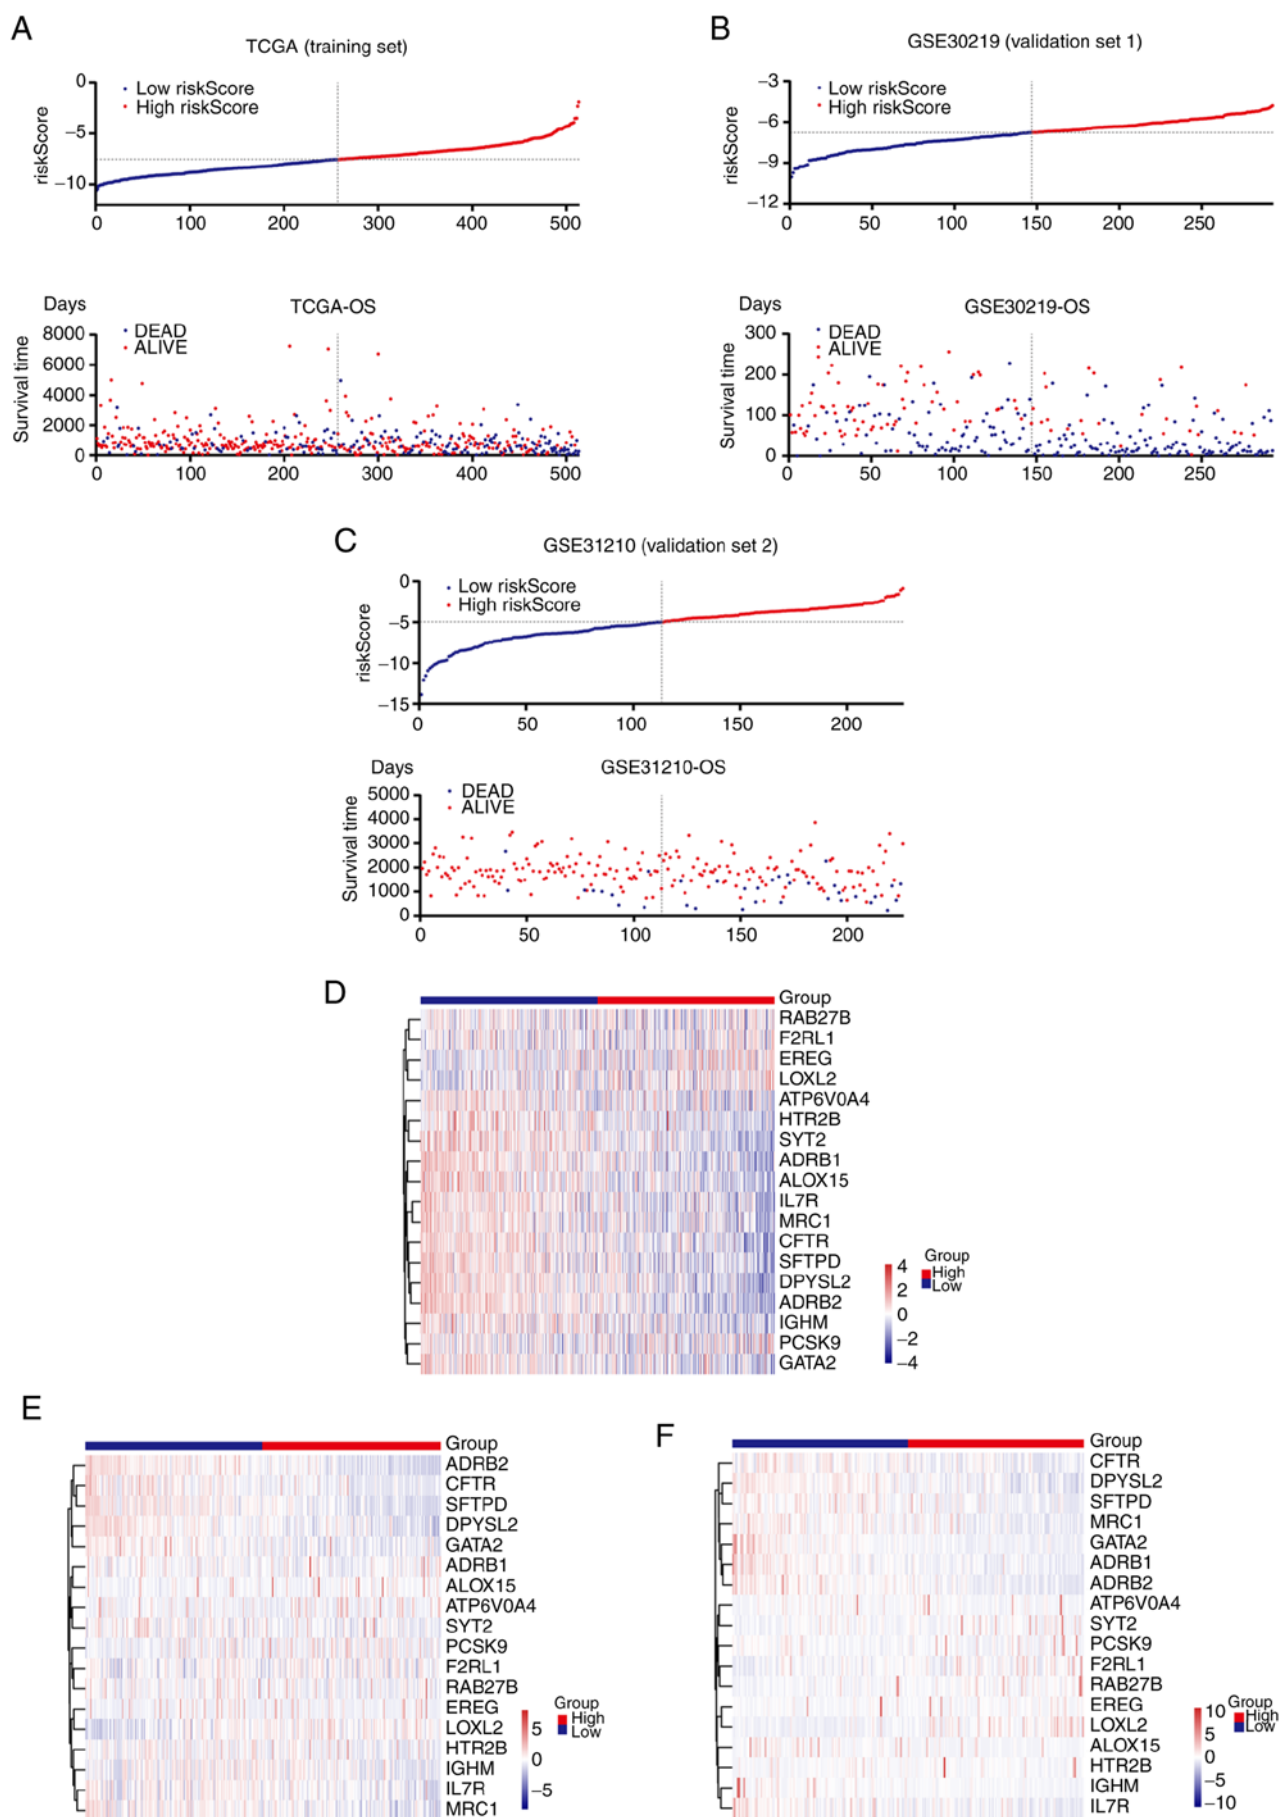 A
TCGA (training set)
Low riskScore
High riskScore
riskScore
0
−5
−10
0 100 200 300 400 500
Days
TCGA-OS
DEAD
ALIVE
Survival time
8000
6000
4000
2000
0
0 100 200 300 400 500
B
GSE30219 (validation set 1)
Low riskScore
High riskScore
riskScore
−3
−6
−9
−12
0 50 100 150 200 250
Days
GSE30219-OS
DEAD
ALIVE
Survival time
300
200
100
0
0 50 100 150 200 250
C
GSE31210 (validation set 2)
Low riskScore
High riskScore
riskScore
0
−5
−10
−15
0 50 100 150 200
Days
GSE31210-OS
DEAD
ALIVE
Survival time
5000
4000
3000
2000
1000
0
0 50 100 150 200
D
Group
RAB27B
F2RL1
EREG
LOXL2
ATP6V0A4
HTR2B
SYT2
ADRB1
ALOX15
IL7R
MRC1
CFTR
SFTPD
DPYSL2
ADRB2
IGHM
PCSK9
GATA2
4
2
0
−2
−4
Group
High
Low
E
Group
ADRB2
CFTR
SFTPD
DPYSL2
GATA2
ADRB1
ALOX15
ATP6V0A4
SYT2
PCSK9
F2RL1
RAB27B
EREG
LOXL2
HTR2B
IGHM
IL7R
MRC1
5
0
−5
Group
High
Low
F
Group
CFTR
DPYSL2
SFTPD
MRC1
GATA2
ADRB1
ADRB2
ATP6V0A4
SYT2
PCSK9
F2RL1
RAB27B
EREG
LOXL2
ALOX15
HTR2B
IGHM
IL7R
10
5
0
−5
−10
Group
High
Low